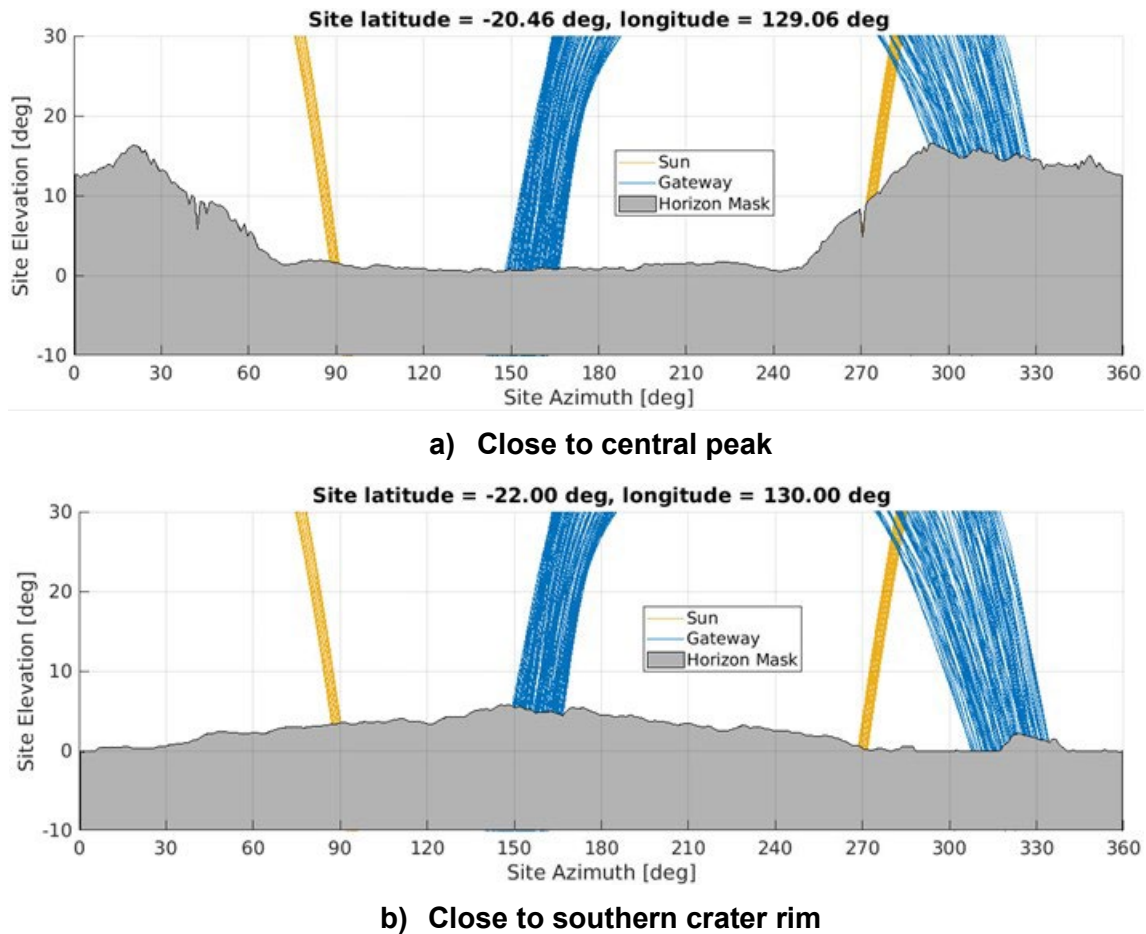 Site latitude = -20.46 deg, longitude = 129.06 deg
30
20
10
0
-10
Site Elevation [deg]
Sun
Gateway
Horizon Mask
0 30 60 90 120 150 180 210 240 270 300 330 360
Site Azimuth [deg]
a) Close to central peak
Site latitude = -22.00 deg, longitude = 130.00 deg
30
20
10
0
-10
Site Elevation [deg]
Sun
Gateway
Horizon Mask
0 30 60 90 120 150 180 210 240 270 300 330 360
Site Azimuth [deg]
b) Close to southern crater rim